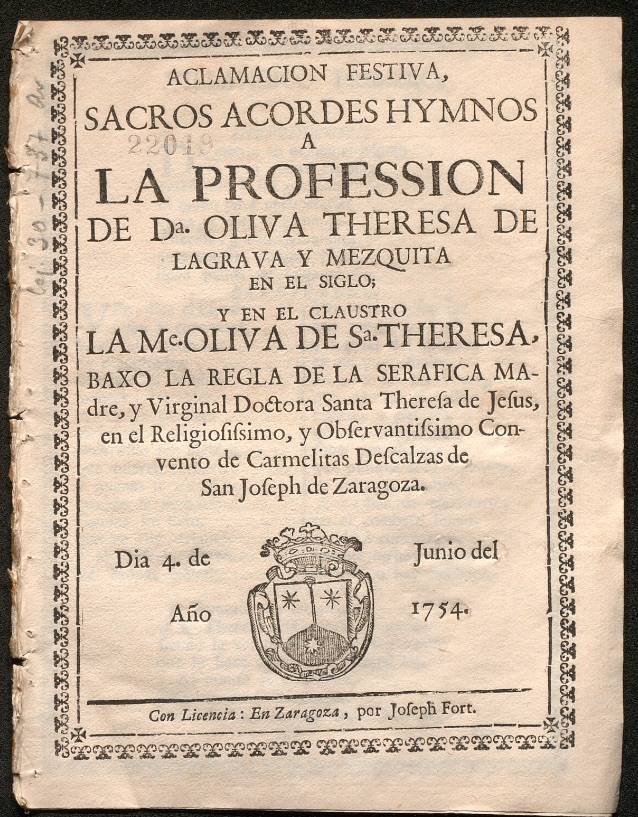 ACLAMACION FESTIVA,
SACROS ACORDES HYMNOS
22019
A
LA PROFESSION
DE Dª. OLIVA THERESA DE
LAGRAVA Y MEZQUITA
EN EL SIGLO;
Y EN EL CLAUSTRO
LA Mᵉ. OLIVA DE Sª. THERESA,
BAXO LA REGLA DE LA SERAFICA MA-
dre, y Virginal Doctora Santa Thereſa de Jeſus,
en el Religioſiſsimo, y Obſervantiſsimo Con-
vento de Carmelitas Deſcalzas de
San Joſeph de Zaragoza.
Dia 4. de Junio del
Año 1754.
Con Licencia: En Zaragoza, por Joſeph Fort.